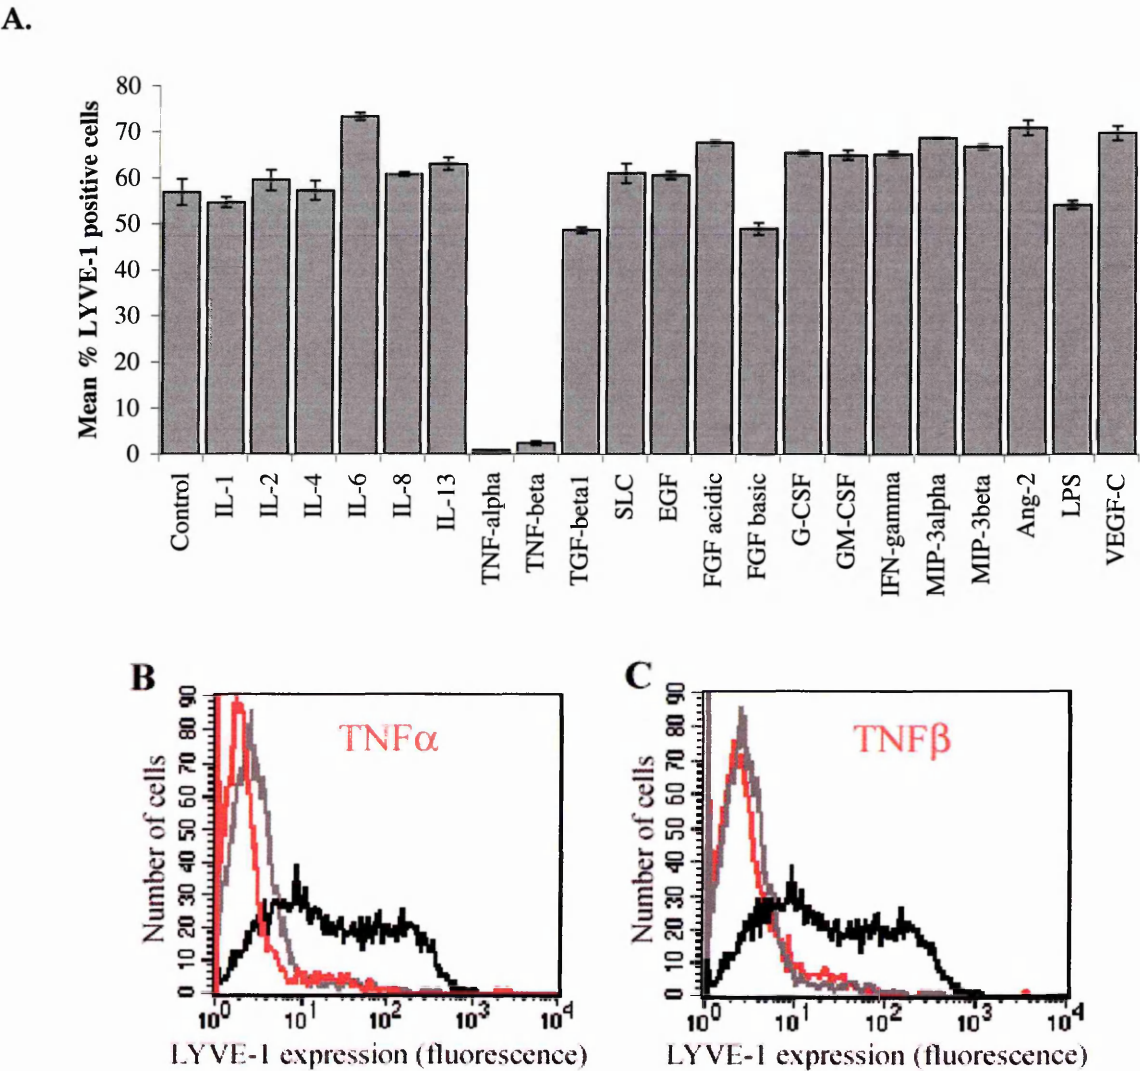 A.
Mean % LYVE-1 positive cells
80
70
60
50
40
30
20
10
0
Control
IL-1
IL-2
IL-4
IL-6
IL-8
IL-13
TNF-alpha
TNF-beta
TGF-beta1
SLC
EGF
FGF acidic
FGF basic
G-CSF
GM-CSF
IFN-gamma
MIP-3alpha
MIP-3beta
Ang-2
LPS
VEGF-C
B
TNFα
Number of cells
90
80
70
60
50
40
30
20
10
0
10^0 10^1 10^2 10^3 10^4
LYVE-1 expression (fluorescence)
C
TNFβ
Number of cells
90
80
70
60
50
40
30
20
10
0
10^0 10^1 10^2 10^3 10^4
LYVE-1 expression (fluorescence)